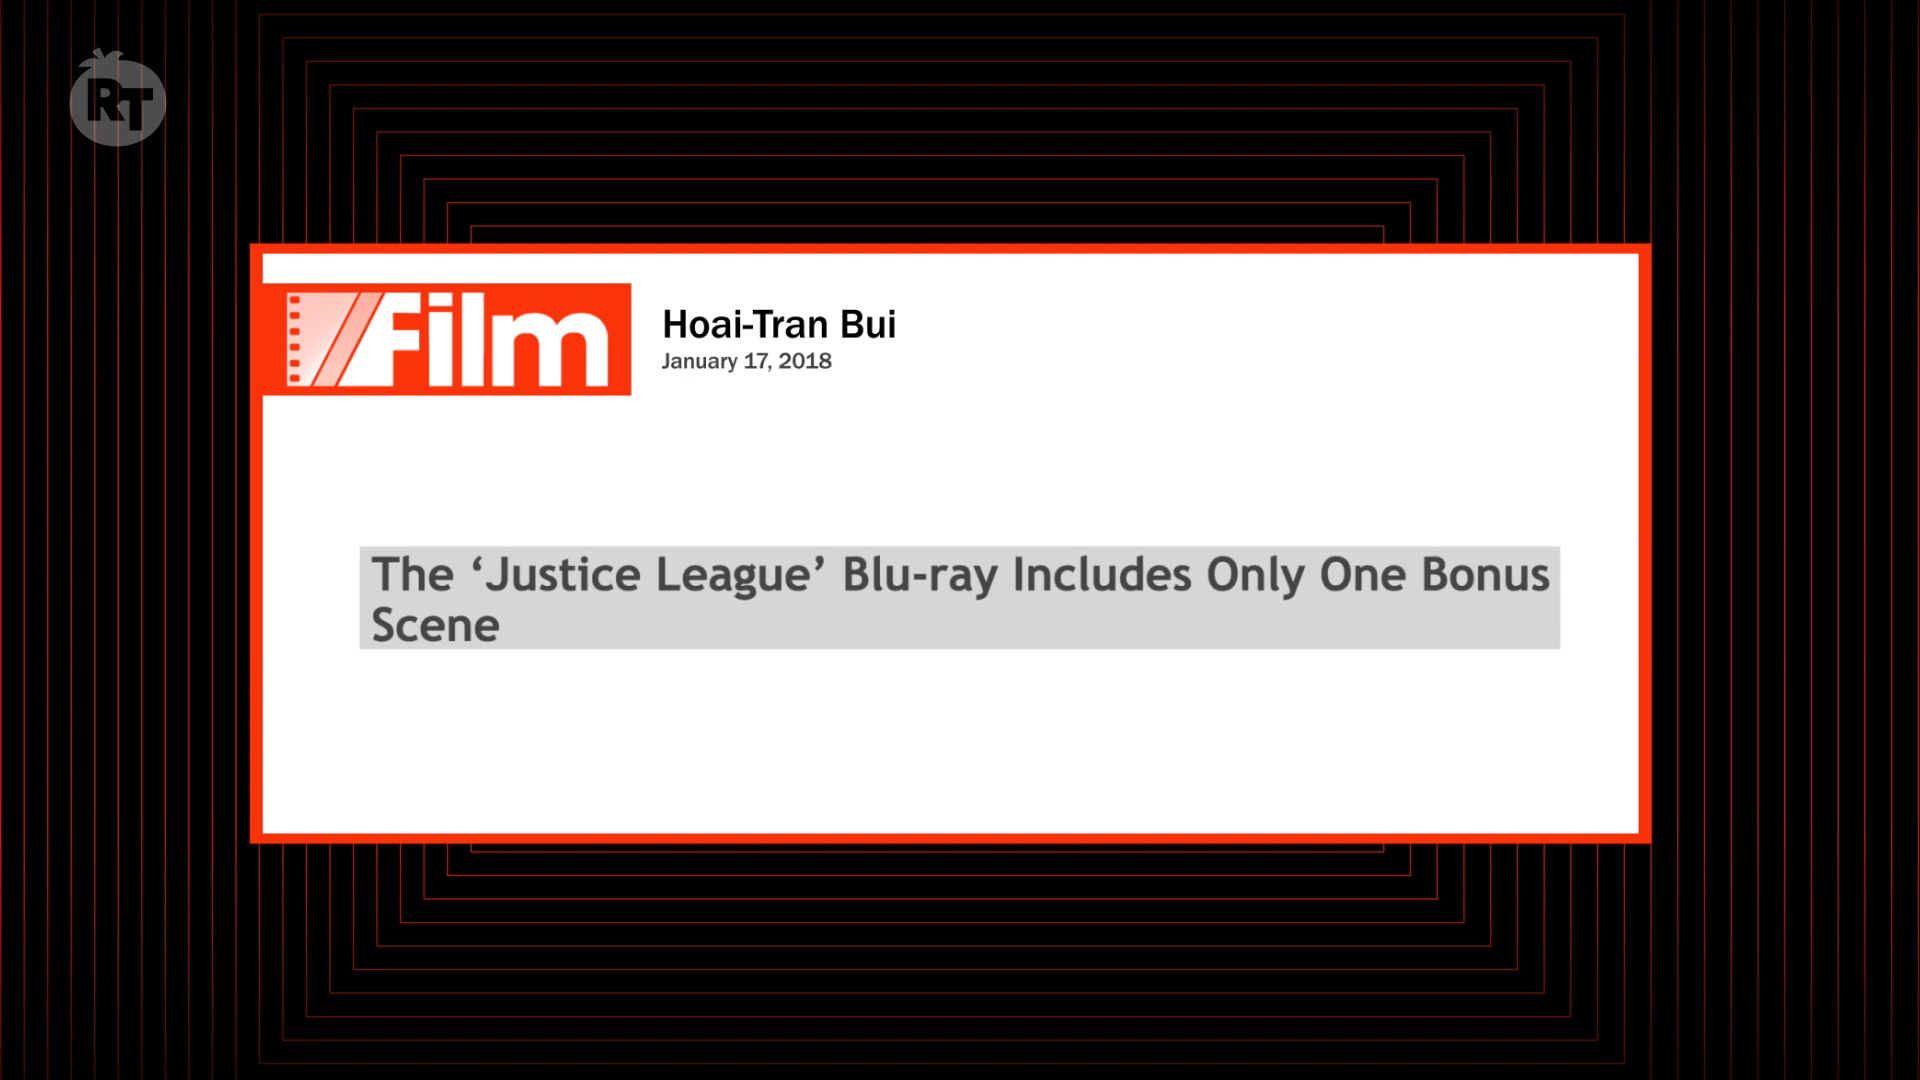 RT
/Film
Hoai-Tran Bui
January 17, 2018
The ‘Justice League’ Blu-ray Includes Only One Bonus
Scene